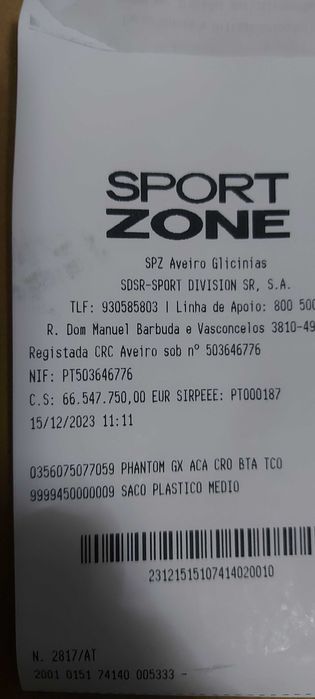 SPORT
ZONE
SPZ Aveiro Glicinias
SDSR-SPORT DIVISION SR, S.A.
TLF: 930585803 | Linha de Apoio: 800 500
R. Dom Manuel Barbuda e Vasconcelos 3810-49
Registada CRC Aveiro sob nº 503646776
NIF: PT503646776
C.S: 66.547.750,00 EUR SIRPEEE: PT000187
15/12/2023 11:11
0356075077059 PHANTOM GX ACA CRO BTA TCO
9999450000009 SACO PLASTICO MEDIO
23121515107414020010
N. 2817/AT
2001 0151 74140 005333 -